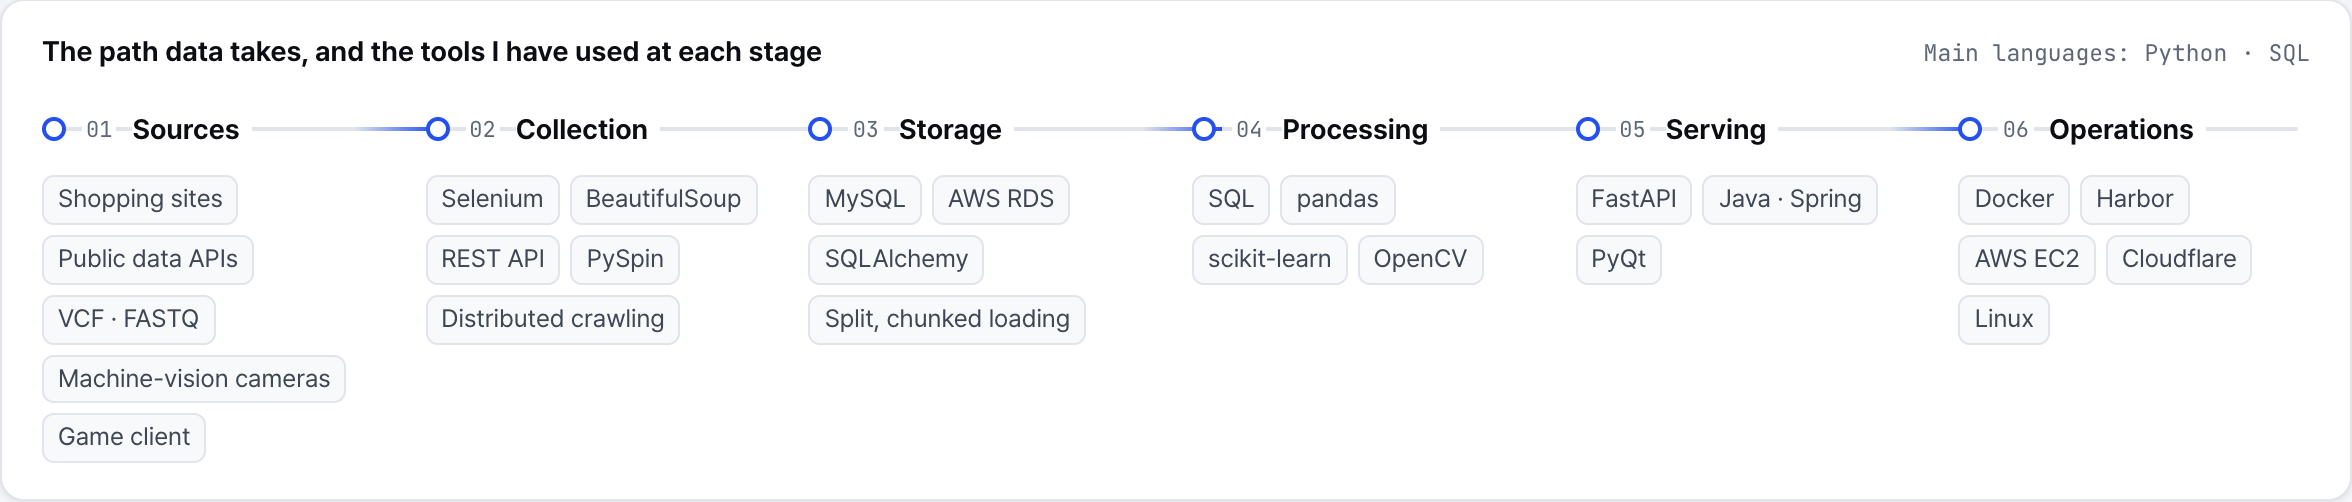 The path data takes, and the tools I have used at each stage
Main languages: Python · SQL
01 Sources
Shopping sites
Public data APIs
VCF · FASTQ
Machine-vision cameras
Game client
02 Collection
Selenium BeautifulSoup
REST API PySpin
Distributed crawling
03 Storage
MySQL AWS RDS
SQLAlchemy
Split, chunked loading
04 Processing
SQL pandas
scikit-learn OpenCV
05 Serving
FastAPI Java · Spring
PyQt
06 Operations
Docker Harbor
AWS EC2 Cloudflare
Linux